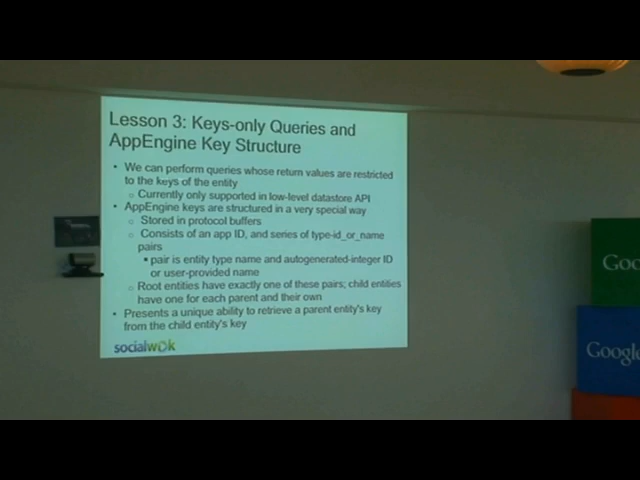 Lesson 3: Keys-only Queries and
AppEngine Key Structure
• We can perform queries whose return values are restricted
to the keys of the entity
o Currently only supported in low-level datastore API
• AppEngine keys are structured in a very special way
o Stored in protocol buffers
o Consists of an app ID, and series of type-id_or_name
pairs
▪ pair is entity type name and autogenerated-integer ID
or user-provided name
o Root entities have exactly one of these pairs; child entities
have one for each parent and their own
• Presents a unique ability to retrieve a parent entity's key
from the child entity's key
socialwok
Goo
Google